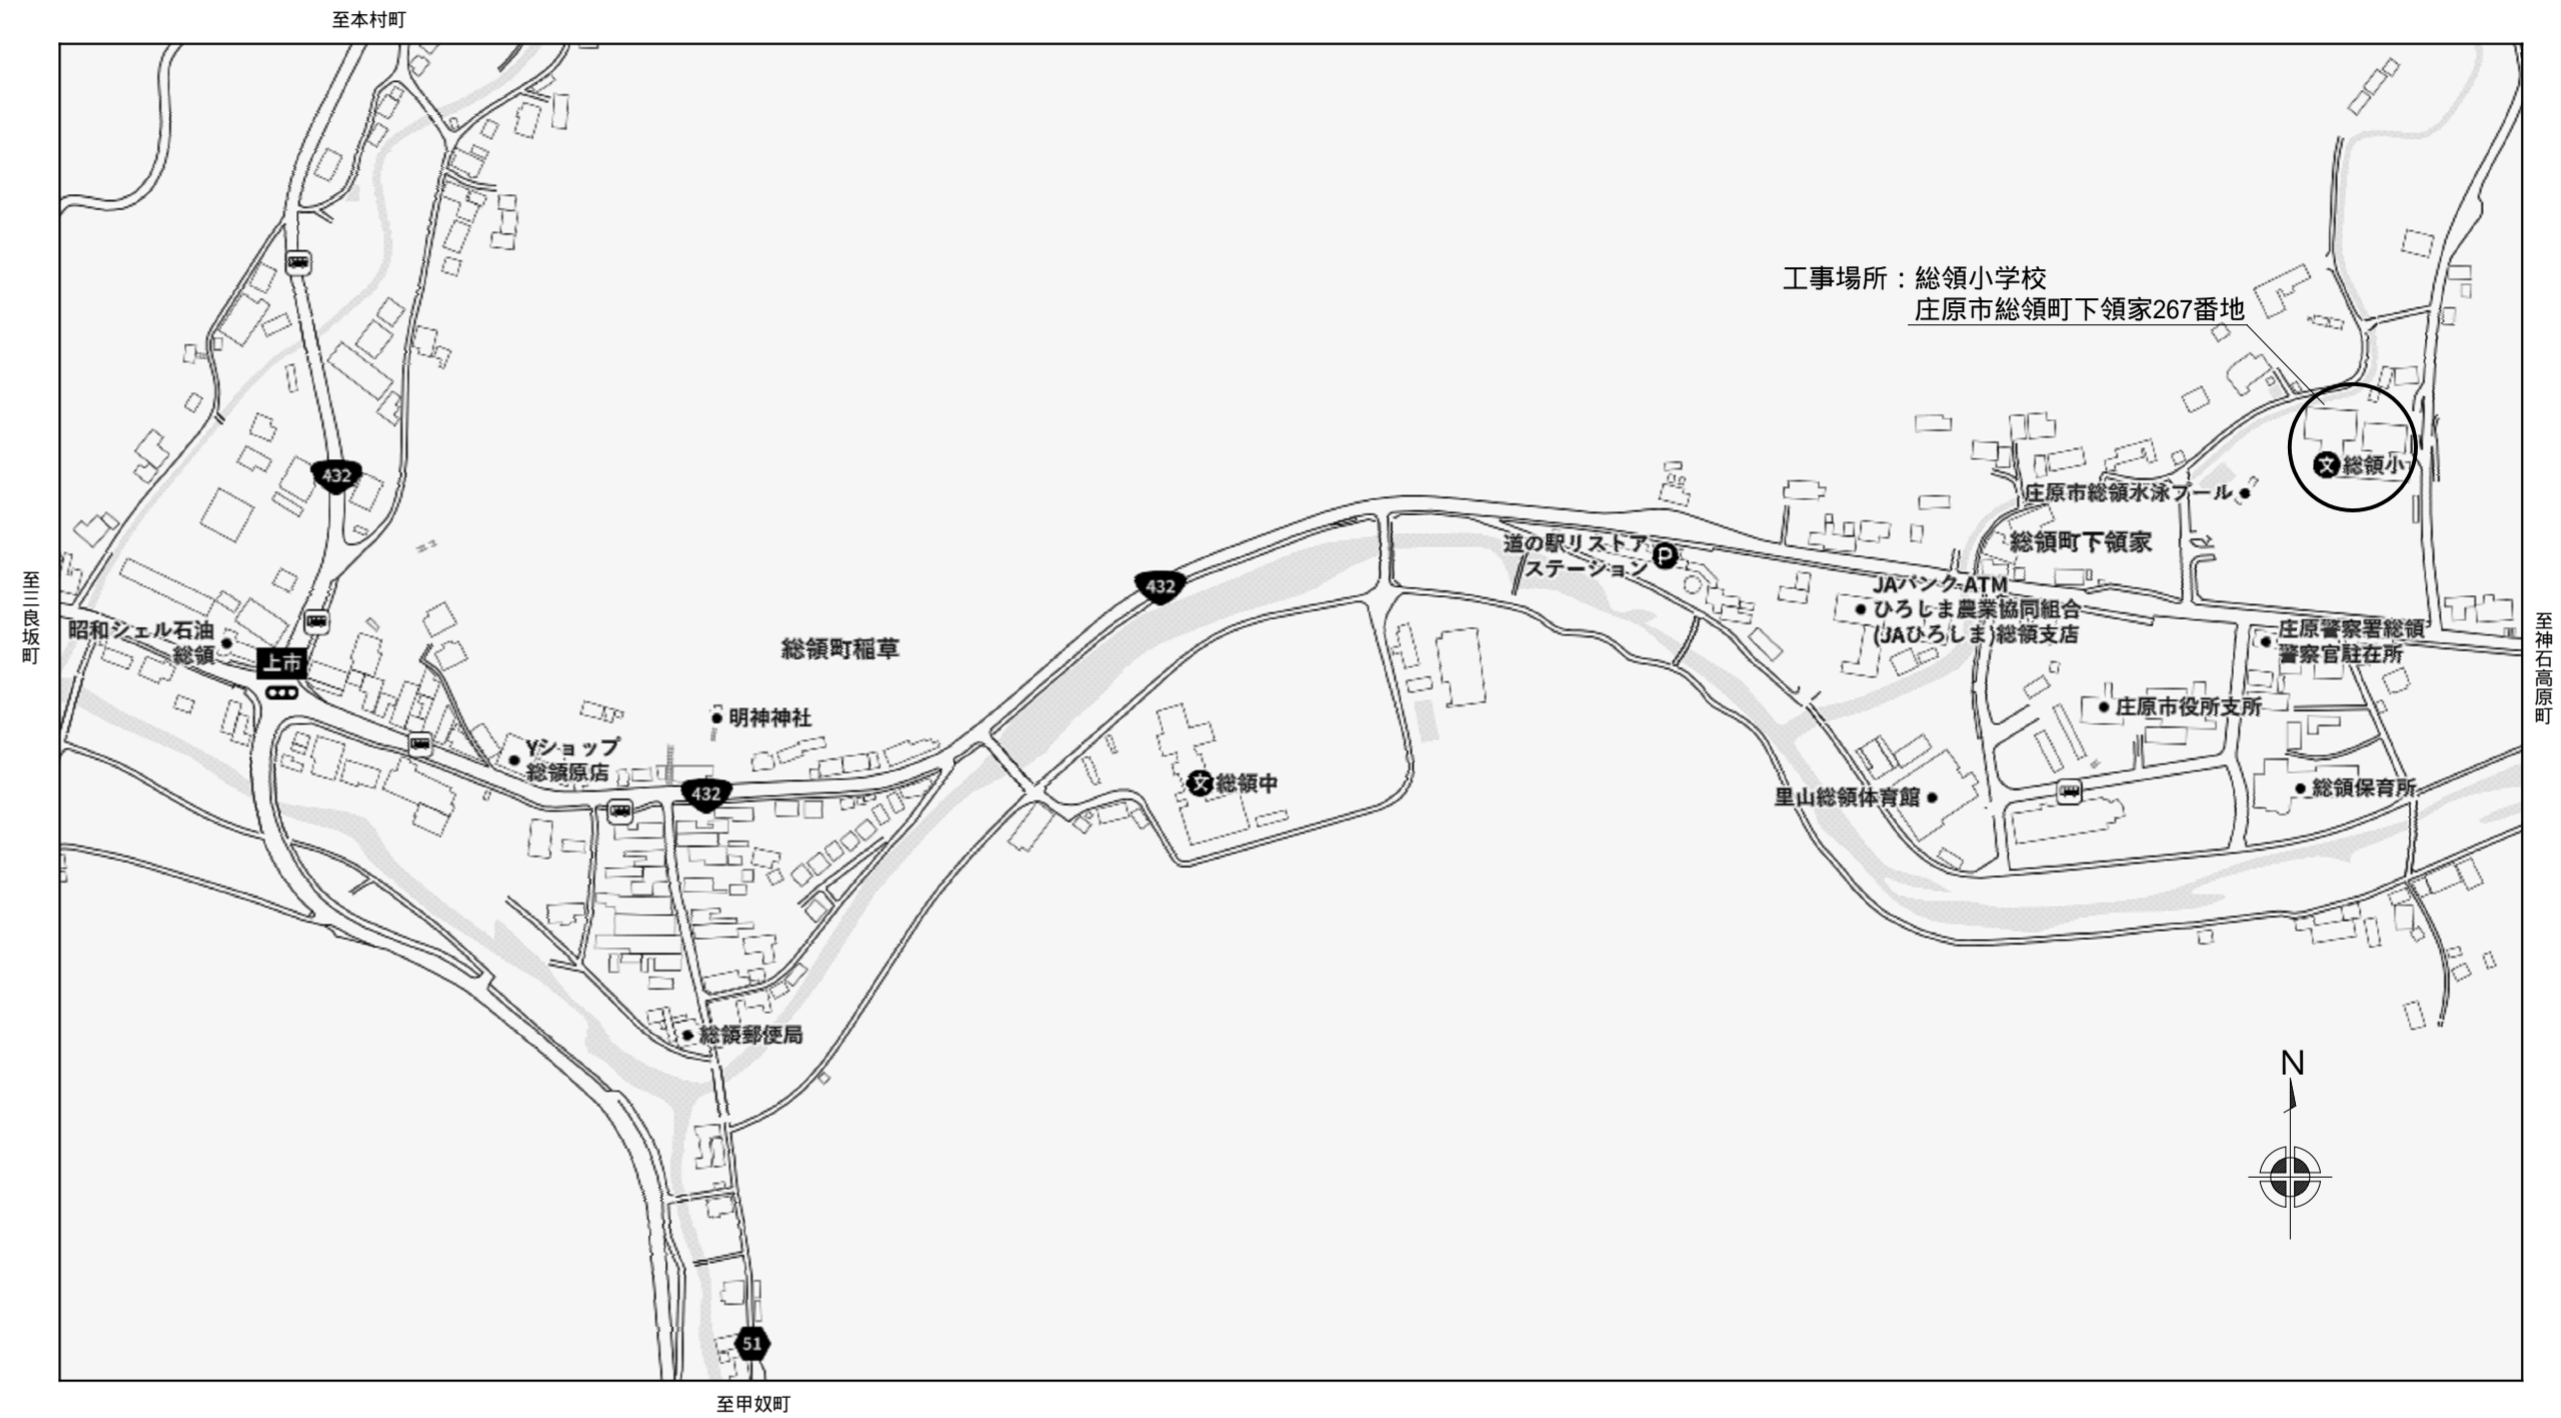 至本村町
工事場所：総領小学校
庄原市総領町下領家267番地
432
文 総領小
庄原市総領水泳プール
総領町下領家
道の駅リストア
ステーション
P
432
JAバンク ATM
ひろしま農業協同組合
(JAひろしま)総領支店
至三良坂町
昭和シェル石油
総領
上市
総領町稲草
庄原警察署総領
警察官駐在所
至神石高原町
明神神社
庄原市役所支所
Yショップ
総領原店
432
文 総領中
里山総領体育館
総領保育所
総領郵便局
N
51
至甲奴町